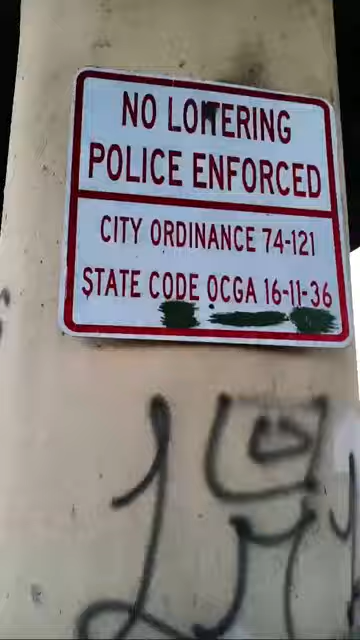 NO LOITERING
POLICE ENFORCED
CITY ORDINANCE 74-121
STATE CODE OCGA 16-11-36